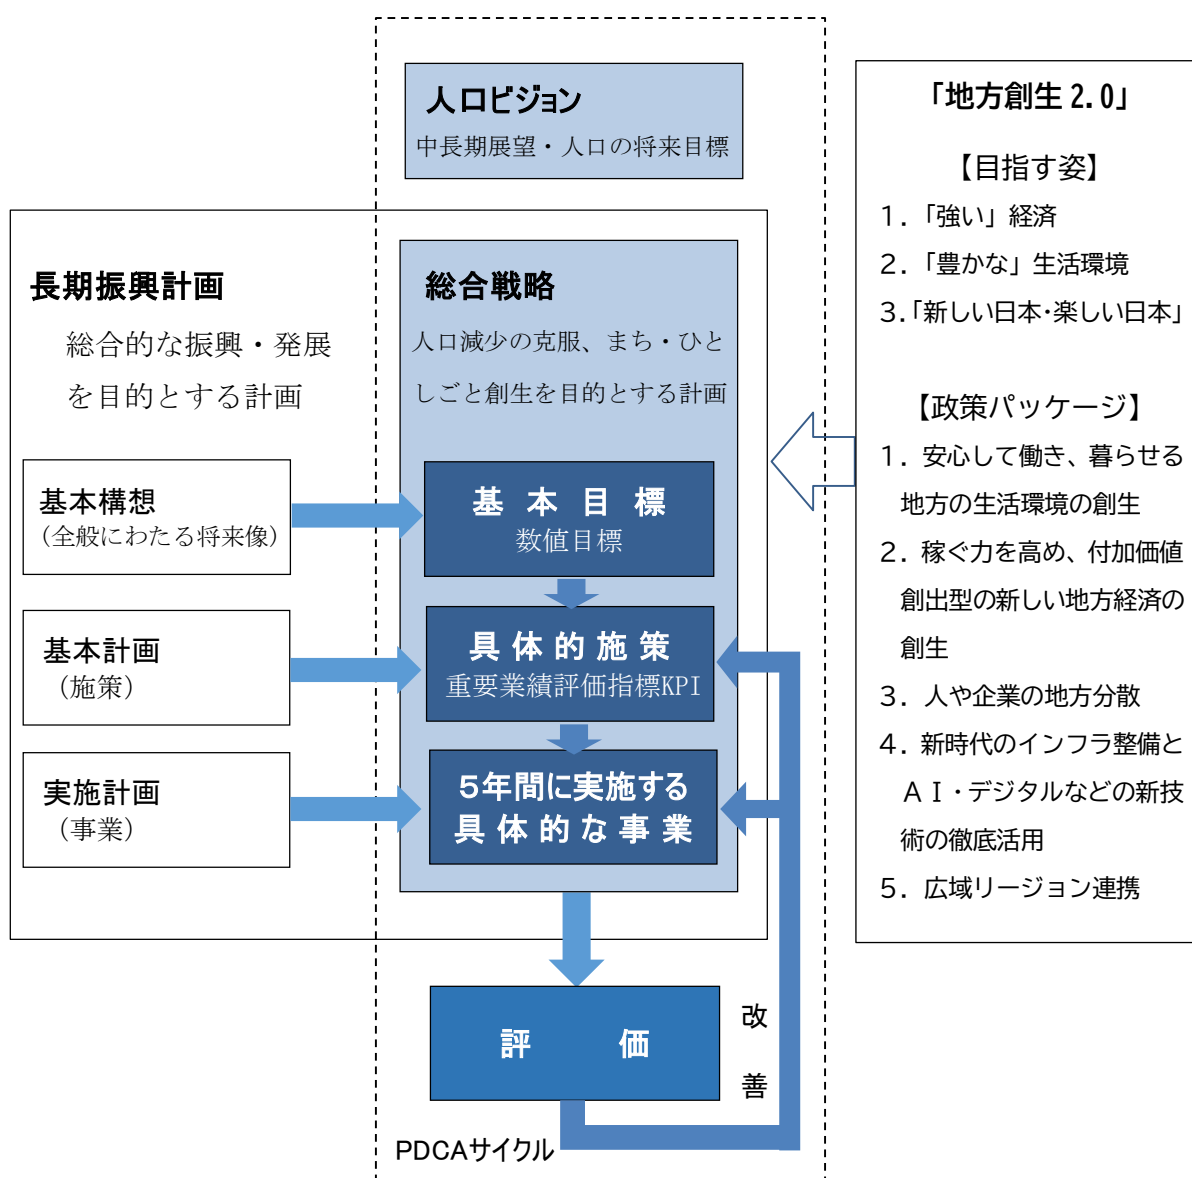 人口ビジョン
中長期展望・人口の将来目標
長期振興計画
総合的な振興・発展
を目的とする計画
基本構想
(全般にわたる将来像)
基本計画
(施策)
実施計画
(事業)
総合戦略
人口減少の克服、まち・ひと
しごと創生を目的とする計画
基本目標
数値目標
具体的施策
重要業績評価指標KPI
5年間に実施する
具体的な事業
評　価
改
善
PDCAサイクル
「地方創生 2.0」
【目指す姿】
1.「強い」経済
2.「豊かな」生活環境
3.「新しい日本・楽しい日本」
【政策パッケージ】
1. 安心して働き、暮らせる
地方の生活環境の創生
2. 稼ぐ力を高め、付加価値
創出型の新しい地方経済の
創生
3. 人や企業の地方分散
4. 新時代のインフラ整備と
AI・デジタルなどの新技
術の徹底活用
5. 広域リージョン連携